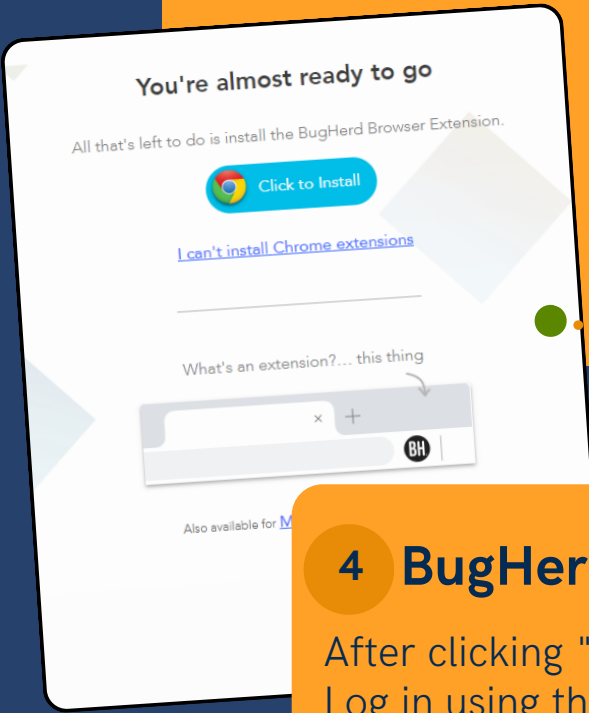 You're almost ready to go
All that's left to do is install the BugHerd Browser Extension.
Click to Install
I can't install Chrome extensions
What's an extension?... this thing
× +
BH
Also available for M
4 BugHer
After clicking "
Log in using th